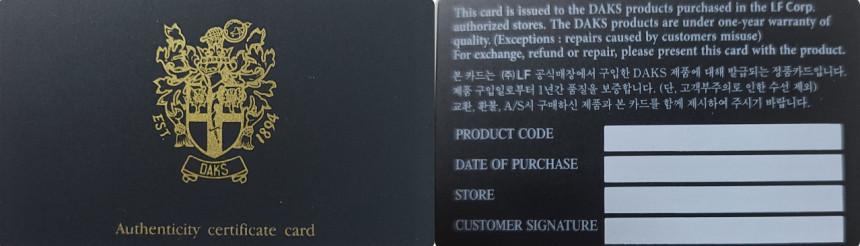 EST. 1894
DAKS
Authenticity certificate card
This card is issued to the DAKS products purchased in the LF Corp.
authorized stores. The DAKS products are under one-year warranty of
quality. (Exceptions : repairs caused by customers misuse)
For exchange, refund or repair, please present this card with the product.
본 카드는 (주)LF 공식매장에서 구입한 DAKS 제품에 대해 발급되는 정품카드입니다.
제품 구입일로부터 1년간 품질을 보증합니다. (단, 고객부주의로 인한 수선 제외)
교환, 환불, A/S시 구매하신 제품과 본 카드를 함께 제시하여 주시기 바랍니다.
PRODUCT CODE
DATE OF PURCHASE
STORE
CUSTOMER SIGNATURE